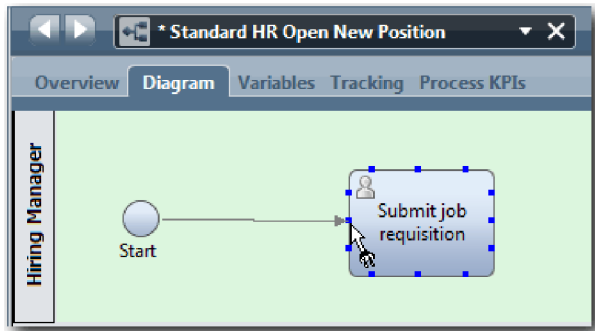 * Standard HR Open New Position
Overview Diagram Variables Tracking Process KPIs
Hiring Manager
Start
Submit job
requisition